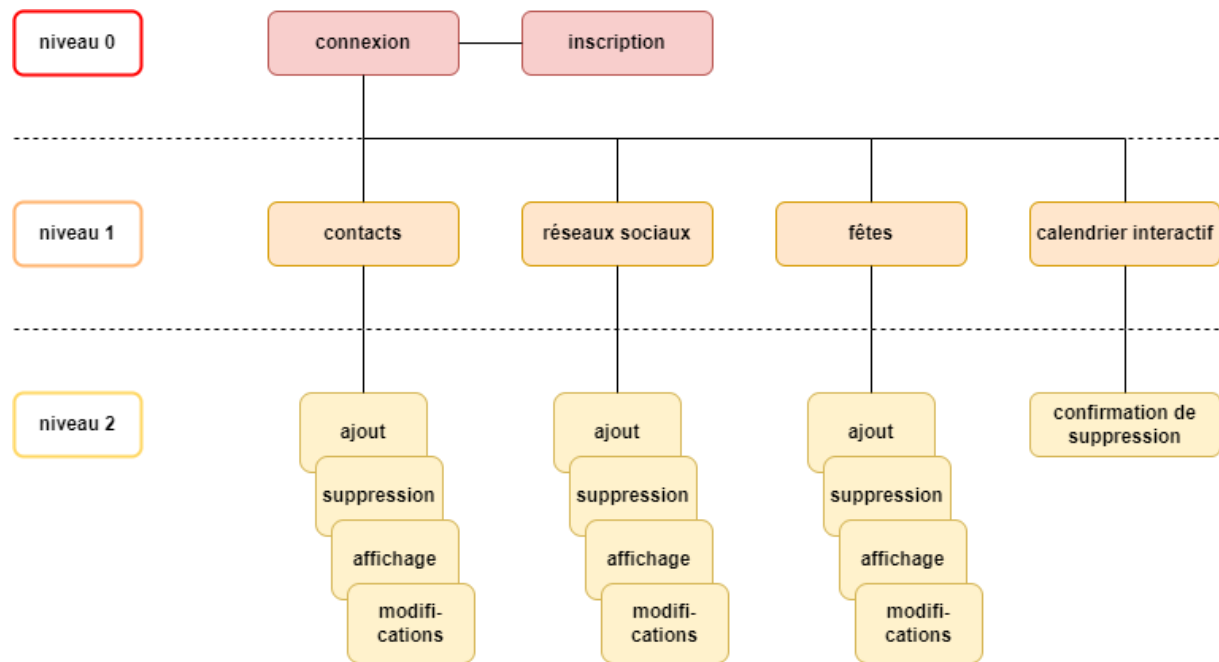 niveau 0
connexion
inscription
niveau 1
contacts
réseaux sociaux
fêtes
calendrier interactif
niveau 2
ajout
suppression
affichage
modifi-
cations
ajout
suppression
affichage
modifi-
cations
ajout
suppression
affichage
modifi-
cations
confirmation de
suppression